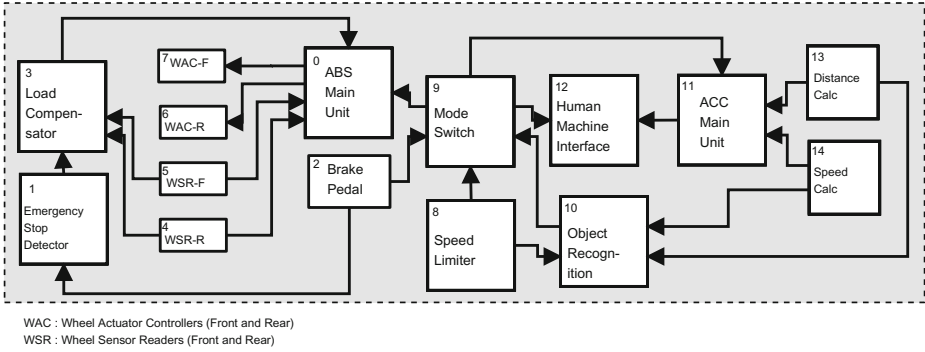 3
Load
Compen-
sator
1
Emergency
Stop
Detector
7 WAC-F
6
WAC-R
5
WSR-F
4
WSR-R
0
ABS
Main
Unit
2 Brake
Pedal
9
Mode
Switch
8
Speed
Limiter
12
Human
Machine
Interface
10
Object
Recogn-
ition
11
ACC
Main
Unit
13
Distance
Calc
14
Speed
Calc
WAC : Wheel Actuator Controllers (Front and Rear)
WSR : Wheel Sensor Readers (Front and Rear)